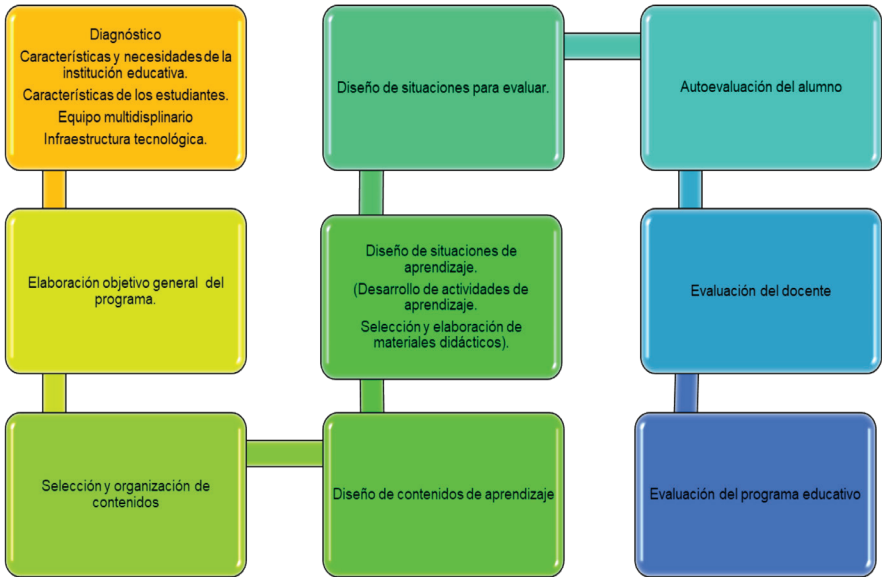 Diagnóstico
Características y necesidades de la
institución educativa.
Características de los estudiantes.
Equipo multidisplinario
Infraestructura tecnológica.
Elaboración objetivo general del
programa.
Selección y organización de
contenidos
Diseño de contenidos de aprendizaje
Diseño de situaciones de
aprendizaje.
(Desarrollo de actividades de
aprendizaje.
Selección y elaboración de
materiales didácticos).
Diseño de situaciones para evaluar.
Autoevaluación del alumno
Evaluación del docente
Evaluación del programa educativo